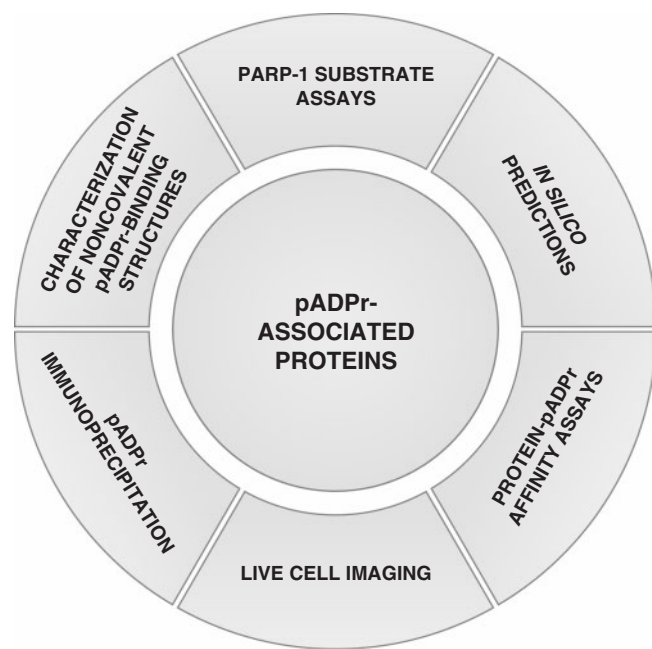 PARP-1 SUBSTRATE
ASSAYS
IN SILICO
PREDICTIONS
PROTEIN-pADPr
AFFINITY ASSAYS
LIVE CELL IMAGING
pADPr
IMMUNOPRECIPITATION
CHARACTERIZATION
OF NONCOVALENT
pADPr-BINDING
STRUCTURES
pADPr-
ASSOCIATED
PROTEINS